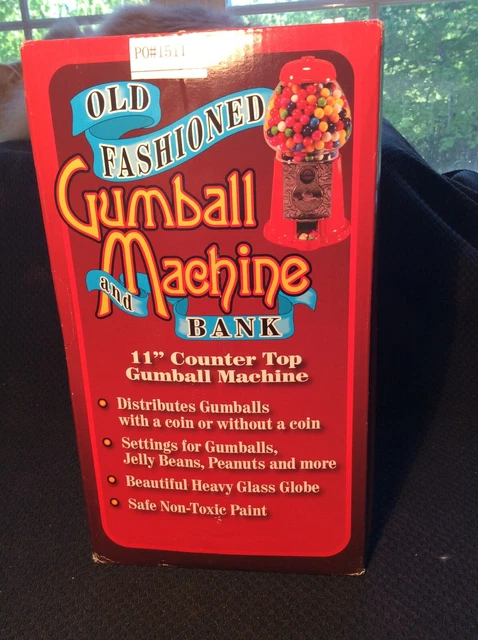 PO#1511
OLD
FASHIONED
Gumball
Machine
and
BANK
11" Counter Top
Gumball Machine
Distributes Gumballs
with a coin or without a coin
Settings for Gumballs,
Jelly Beans, Peanuts and more
Beautiful Heavy Glass Globe
Safe Non-Toxic Paint